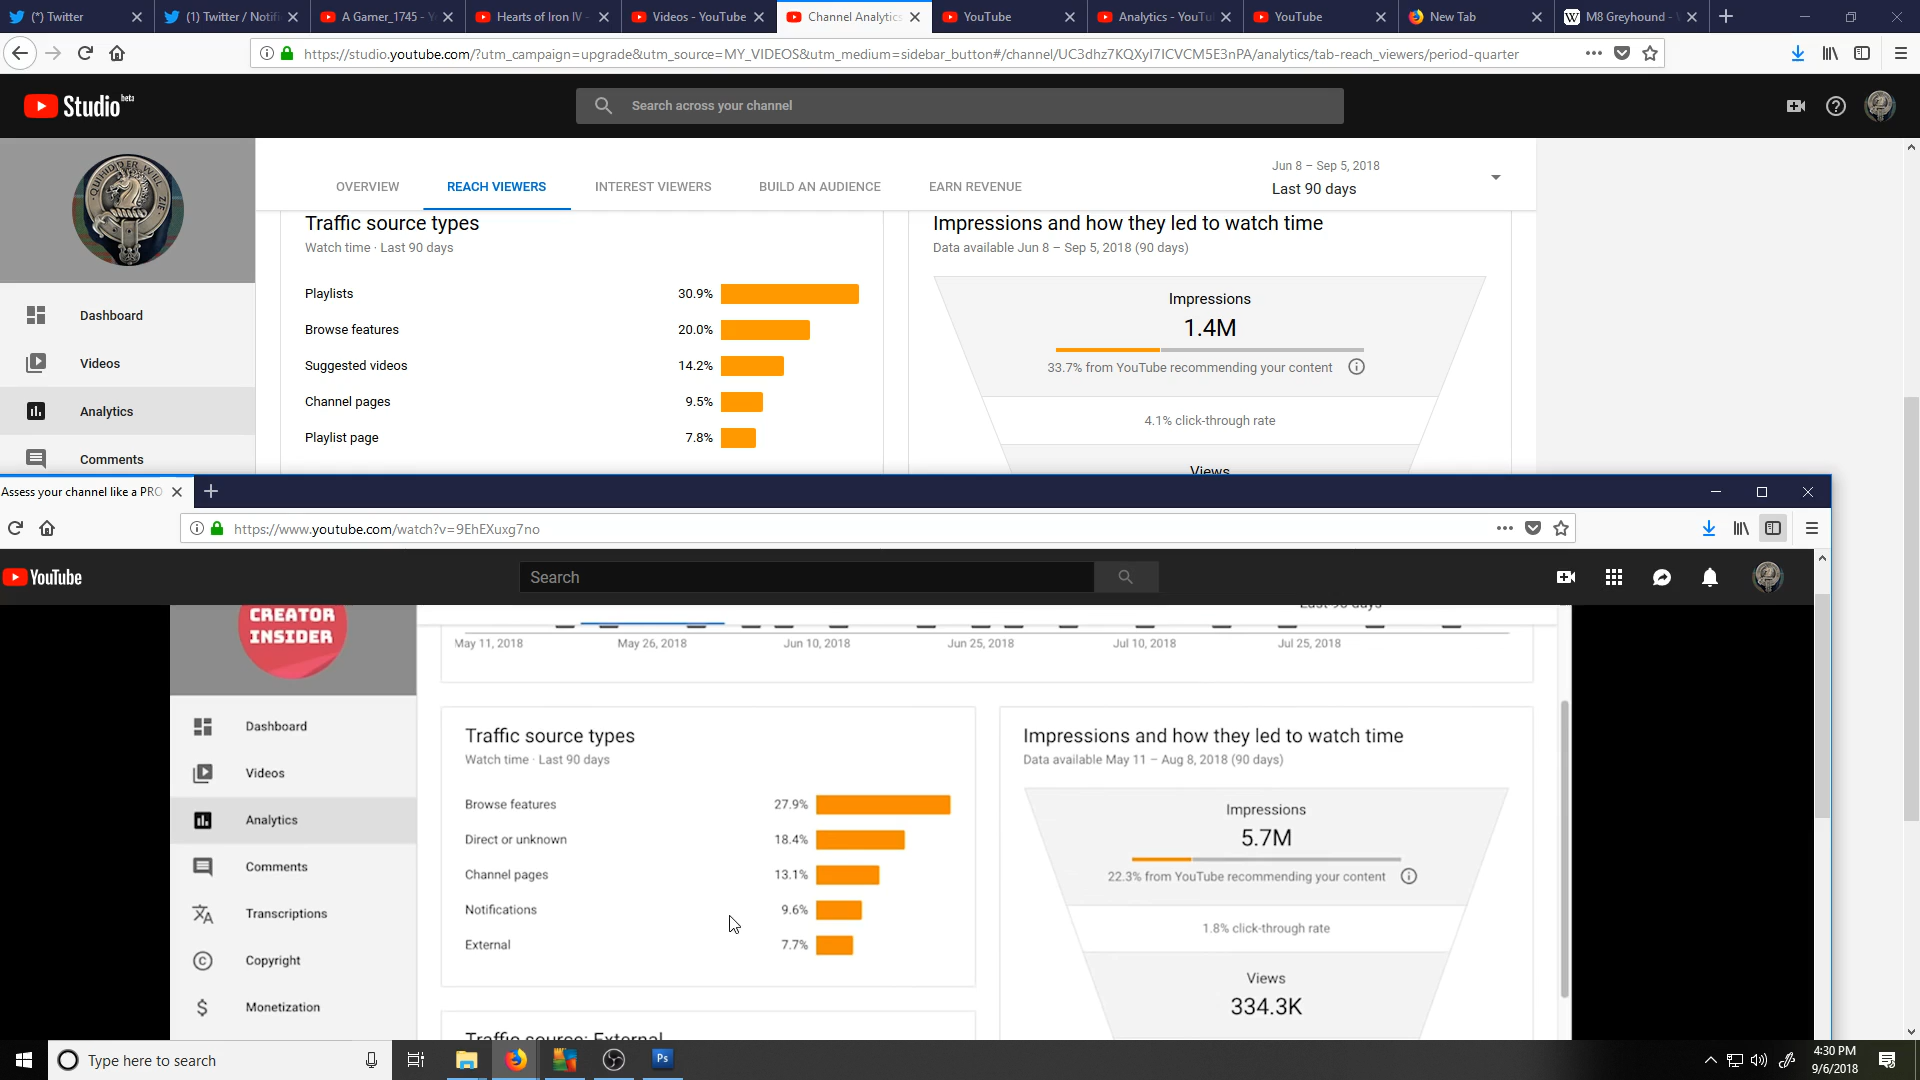 (*) Twitter
(1) Twitter / Notifi
A Gamer_1745 - Y
Hearts of Iron IV -
Videos - YouTube
Channel Analytics
YouTube
Analytics - YouTu
YouTube
New Tab
M8 Greyhound -
https://studio.youtube.com/?utm_campaign=upgrade&utm_source=MY_VIDEOS&utm_medium=sidebar_button#/channel/UC3dhz7KQXyI7ICVCM5E3nPA/analytics/tab-reach_viewers/period-quarter
Studio beta
Search across your channel
OVERVIEW
REACH VIEWERS
INTEREST VIEWERS
BUILD AN AUDIENCE
EARN REVENUE
Jun 8 – Sep 5, 2018
Last 90 days
Dashboard
Videos
Analytics
Comments
Traffic source types
Watch time · Last 90 days
Playlists 30.9%
Browse features 20.0%
Suggested videos 14.2%
Channel pages 9.5%
Playlist page 7.8%
Impressions and how they led to watch time
Data available Jun 8 – Sep 5, 2018 (90 days)
Impressions
1.4M
33.7% from YouTube recommending your content
4.1% click-through rate
Views
Assess your channel like a PRO
https://www.youtube.com/watch?v=9EhEXuxg7no
YouTube
Search
CREATOR
INSIDER
Last 90 days
May 11, 2018
May 26, 2018
Jun 10, 2018
Jun 25, 2018
Jul 10, 2018
Jul 25, 2018
Dashboard
Videos
Analytics
Comments
Transcriptions
Copyright
Monetization
Traffic source types
Watch time · Last 90 days
Browse features 27.9%
Direct or unknown 18.4%
Channel pages 13.1%
Notifications 9.6%
External 7.7%
Traffic source: External
Impressions and how they led to watch time
Data available May 11 – Aug 8, 2018 (90 days)
Impressions
5.7M
22.3% from YouTube recommending your content
1.8% click-through rate
Views
334.3K
Type here to search
Ps
4:30 PM
9/6/2018